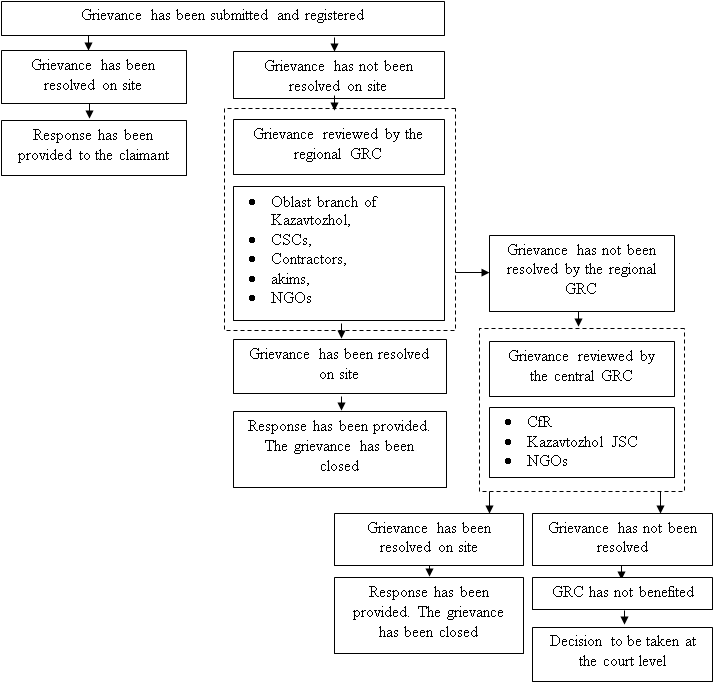 Grievance has been submitted and registered
Grievance has been
resolved on site
Response has been
provided to the claimant
Grievance has not been
resolved on site
Grievance reviewed by the
regional GRC
● Oblast branch of
Kazavtozhol,
● CSCs,
● Contractors,
● akims,
● NGOs
Grievance has been resolved
on site
Response has been provided.
The grievance has been
closed
Grievance has not been
resolved by the regional
GRC
Grievance reviewed by
the central GRC
● CfR
● Kazavtozhol JSC
● NGOs
Grievance has been
resolved on site
Response has been
provided. The grievance
has been closed
Grievance has not been
resolved
GRC has not benefited
Decision to be taken at
the court level